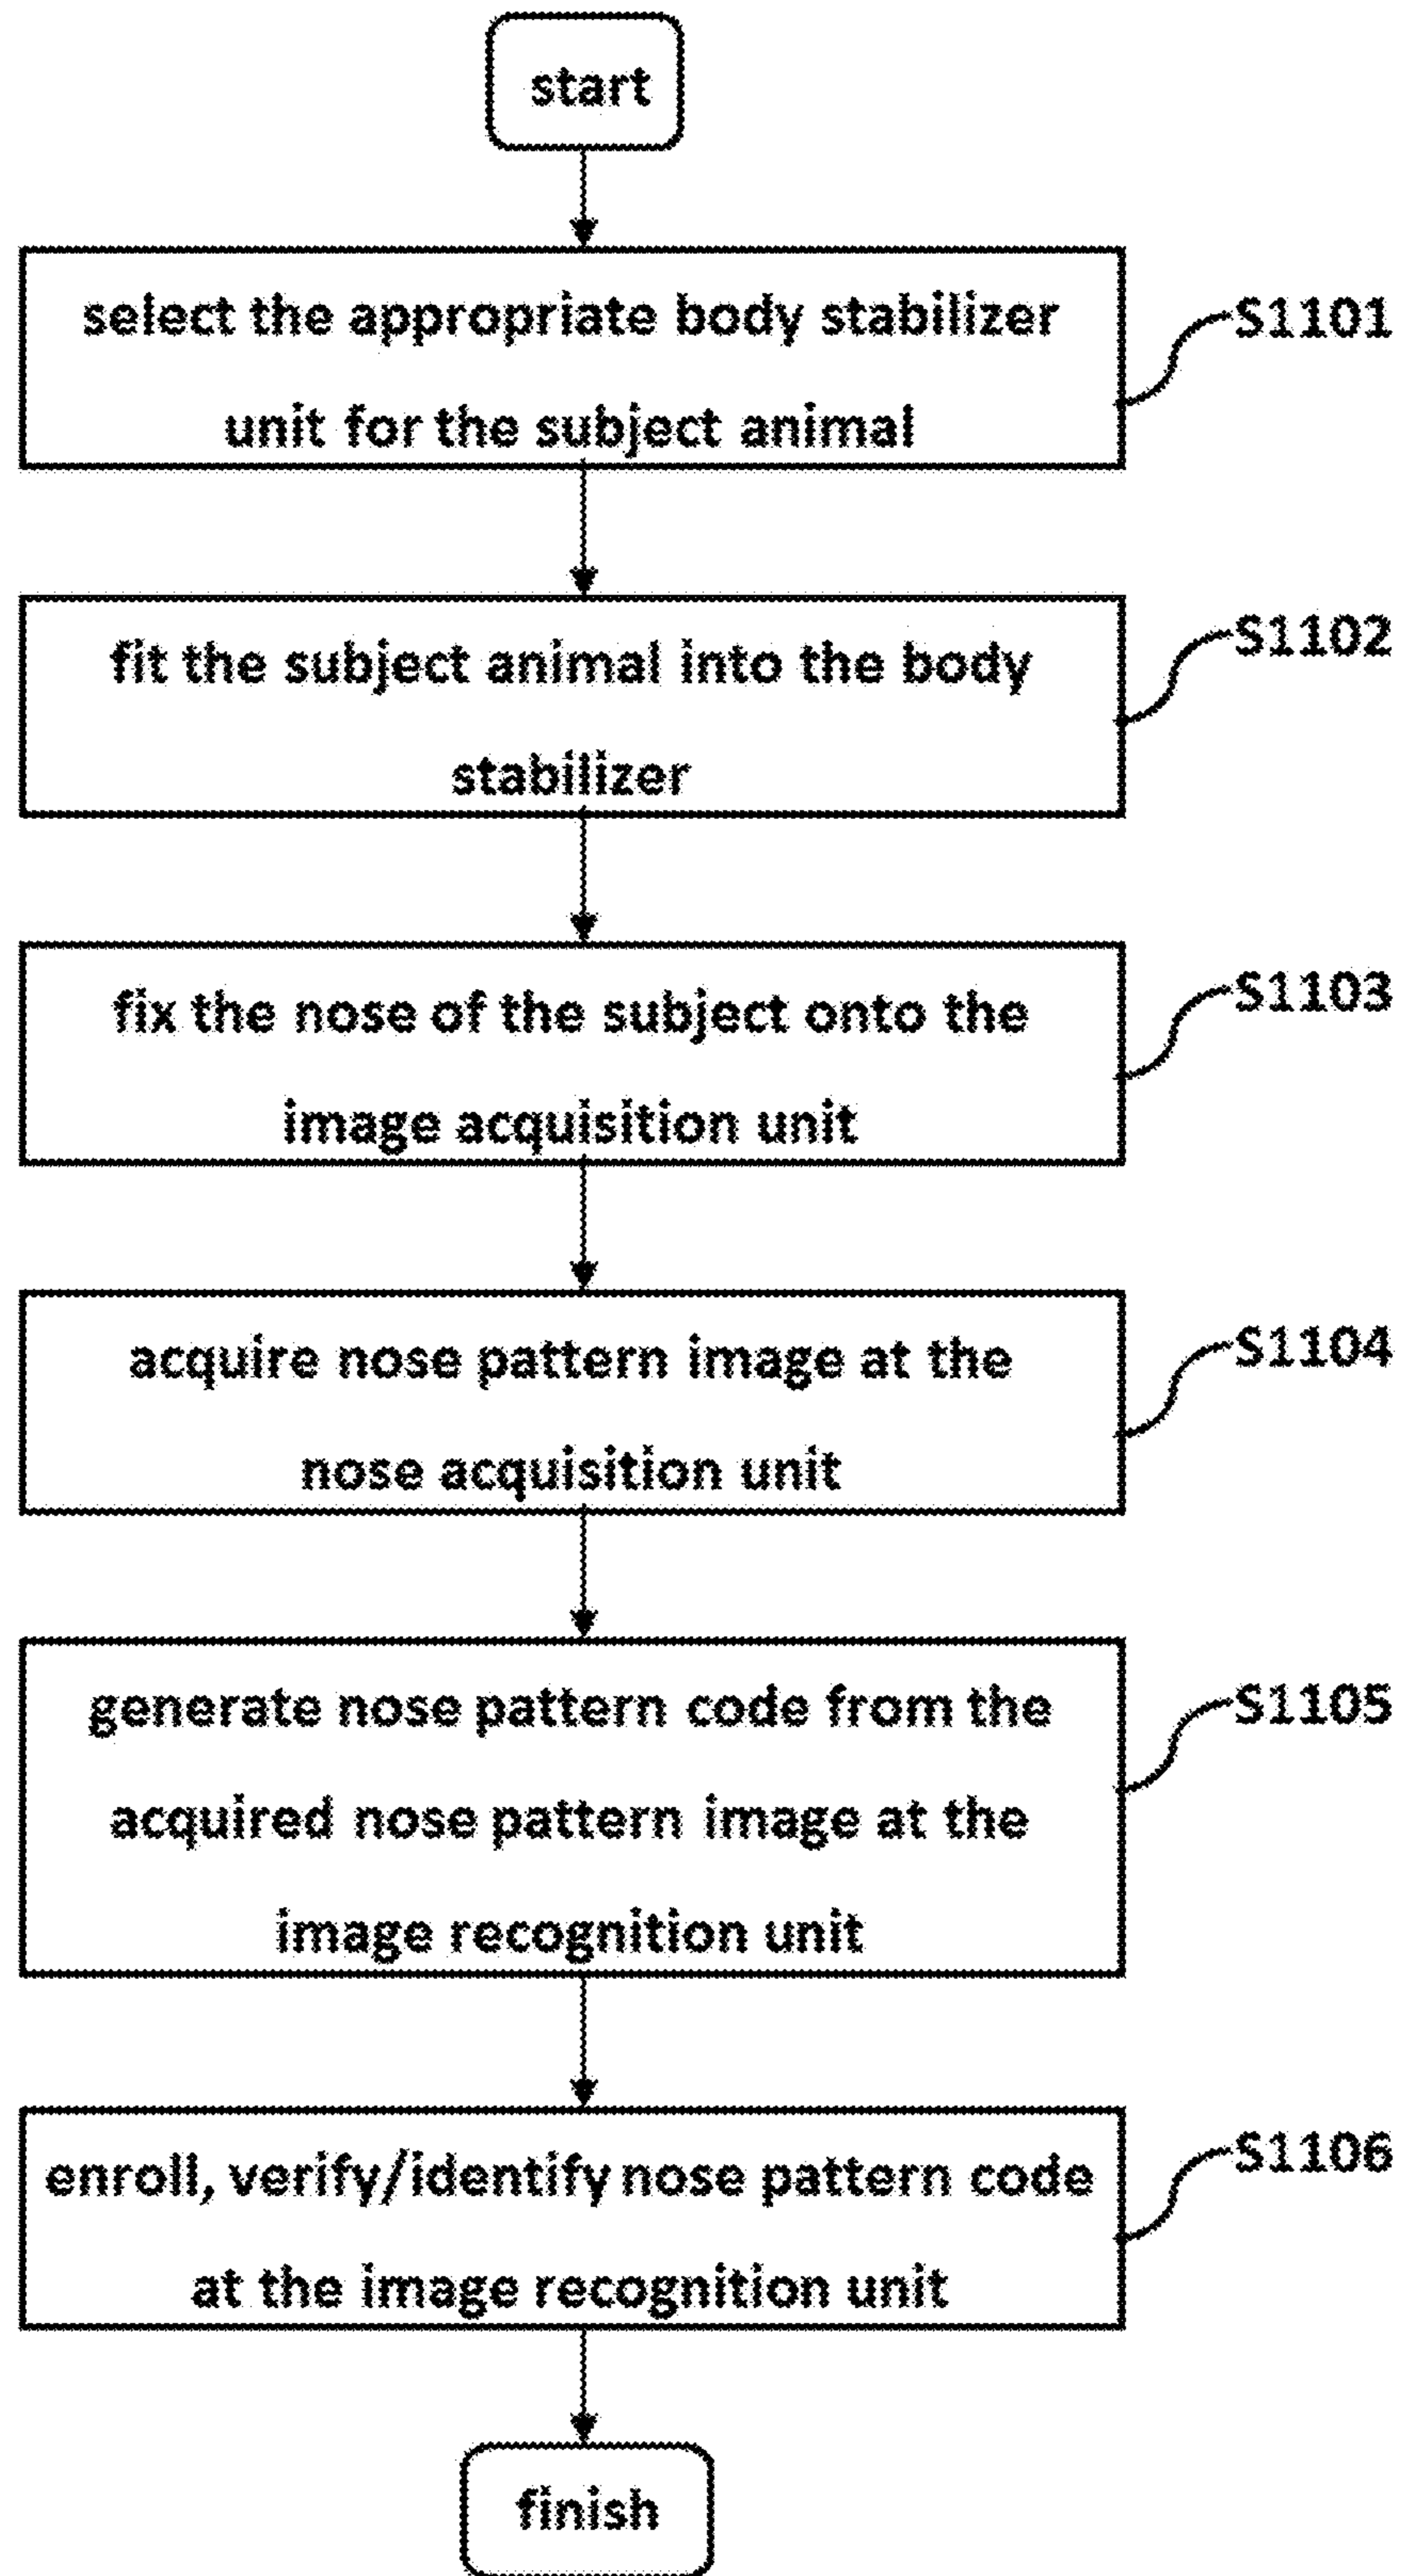 start
select the appropriate body stabilizer
unit for the subject animal
S1101
fit the subject animal into the body
stabilizer
S1102
fix the nose of the subject onto the
image acquisition unit
S1103
acquire nose pattern image at the
nose acquisition unit
S1104
generate nose pattern code from the
acquired nose pattern image at the
image recognition unit
S1105
enroll, verify/identify nose pattern code
at the image recognition unit
S1106
finish